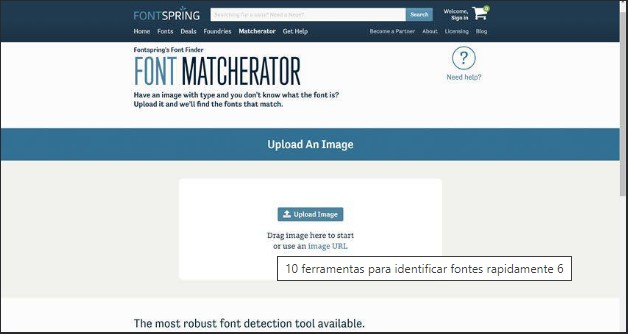 FONTSPRING
Searching for a font? Need a font?
Search
Welcome,
Sign in
0
Home Fonts Deals Foundries Matcherator Get Help
Become a Partner About Licensing Blog
Fontspring's Font Finder
FONT MATCHERATOR
Have an image with type and you don't know what the font is?
Upload it and we'll find the fonts that match.
?
Need help?
Upload An Image
Upload Image
Drag image here to start
or use an image URL
10 ferramentas para identificar fontes rapidamente 6
The most robust font detection tool available.